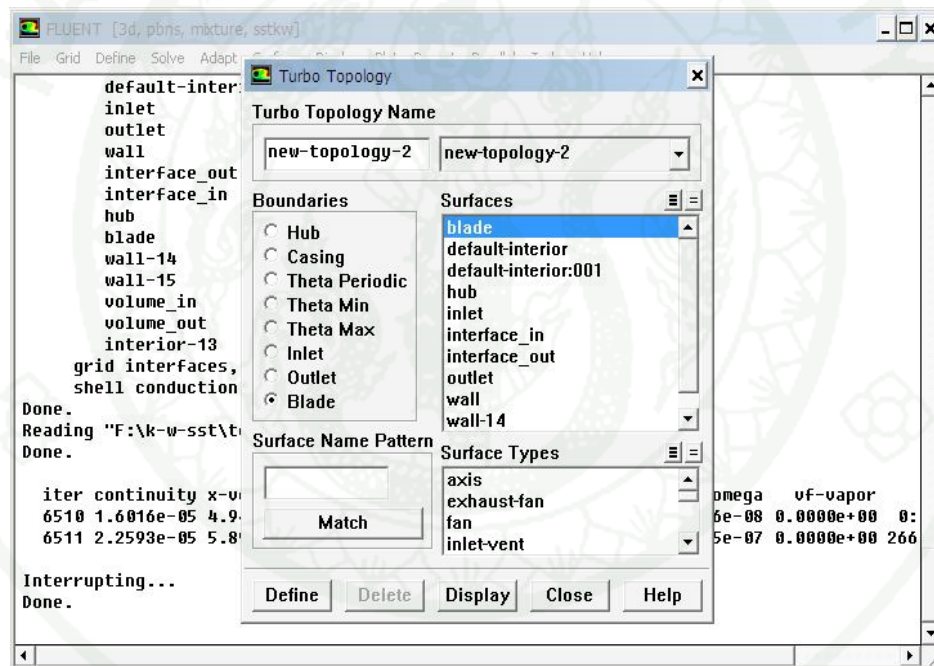 FLUENT [3d, pbns, mixture, sstkw]
File Grid Define Solve Adapt
default-inter
inlet
outlet
wall
interface_out
interface_in
hub
blade
wall-14
wall-15
volume_in
volume_out
interior-13
grid interfaces,
shell conduction
Done.
Reading "F:\k-w-sst\t
Done.
iter continuity x-v
6510 1.6016e-05 4.9
6511 2.2593e-05 5.8
Interrupting...
Done.
omega vf-vapor
6e-08 0.0000e+00 0:
5e-07 0.0000e+00 266
Turbo Topology
Turbo Topology Name
new-topology-2
new-topology-2
Boundaries
Hub
Casing
Theta Periodic
Theta Min
Theta Max
Inlet
Outlet
Blade
Surface Name Pattern
Match
Surfaces
blade
default-interior
default-interior:001
hub
inlet
interface_in
interface_out
outlet
wall
wall-14
Surface Types
axis
exhaust-fan
fan
inlet-vent
Define Delete Display Close Help